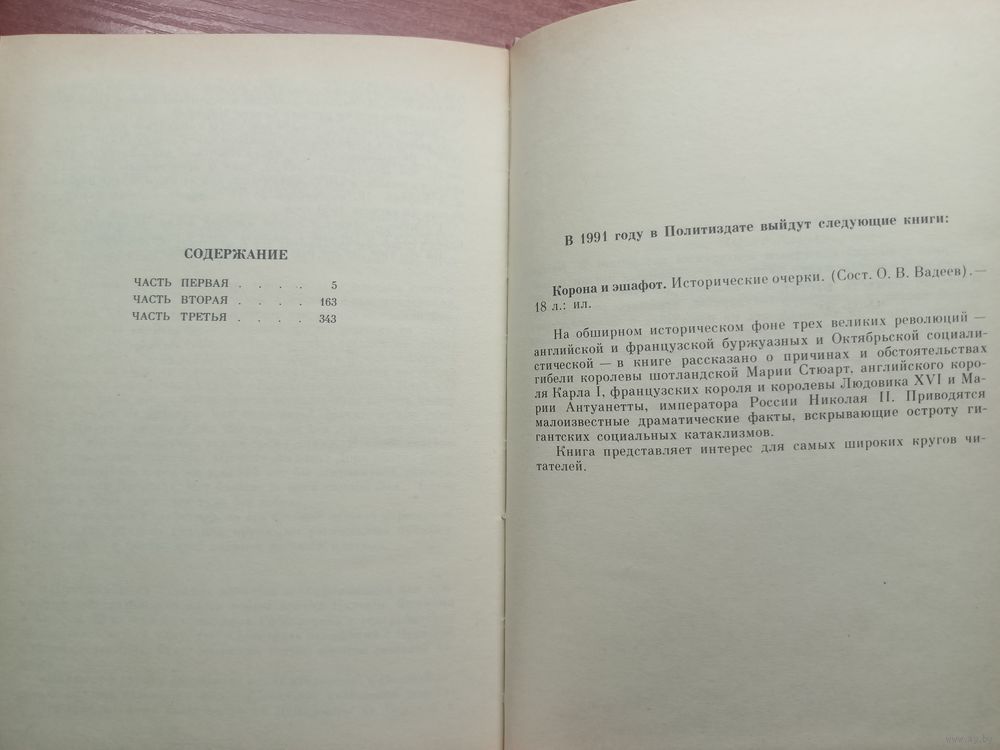 СОДЕРЖАНИЕ
ЧАСТЬ ПЕРВАЯ . . . . 5
ЧАСТЬ ВТОРАЯ . . . . 163
ЧАСТЬ ТРЕТЬЯ . . . . 343
В 1991 году в Политиздате выйдут следующие книги:
Корона и эшафот. Исторические очерки. (Сост. О. В. Вадеев).—
18 л.: ил.
На обширном историческом фоне трех великих революций —
английской и французской буржуазных и Октябрьской социали-
стической — в книге рассказано о причинах и обстоятельствах
гибели королевы шотландской Марии Стюарт, английского коро-
ля Карла I, французских короля и королевы Людовика XVI и Ма-
рии Антуанетты, императора России Николая II. Приводятся
малоизвестные драматические факты, вскрывающие остроту ги-
гантских социальных катаклизмов.
Книга представляет интерес для самых широких кругов чи-
тателей.
www.ay.by